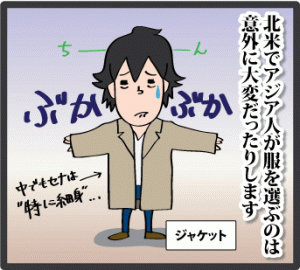 北米でアジア人が服を選ぶのは
意外に大変だったりします
ちーん
ぶか
ぶか
中でもセナは
"特に細身"…
ジャケット